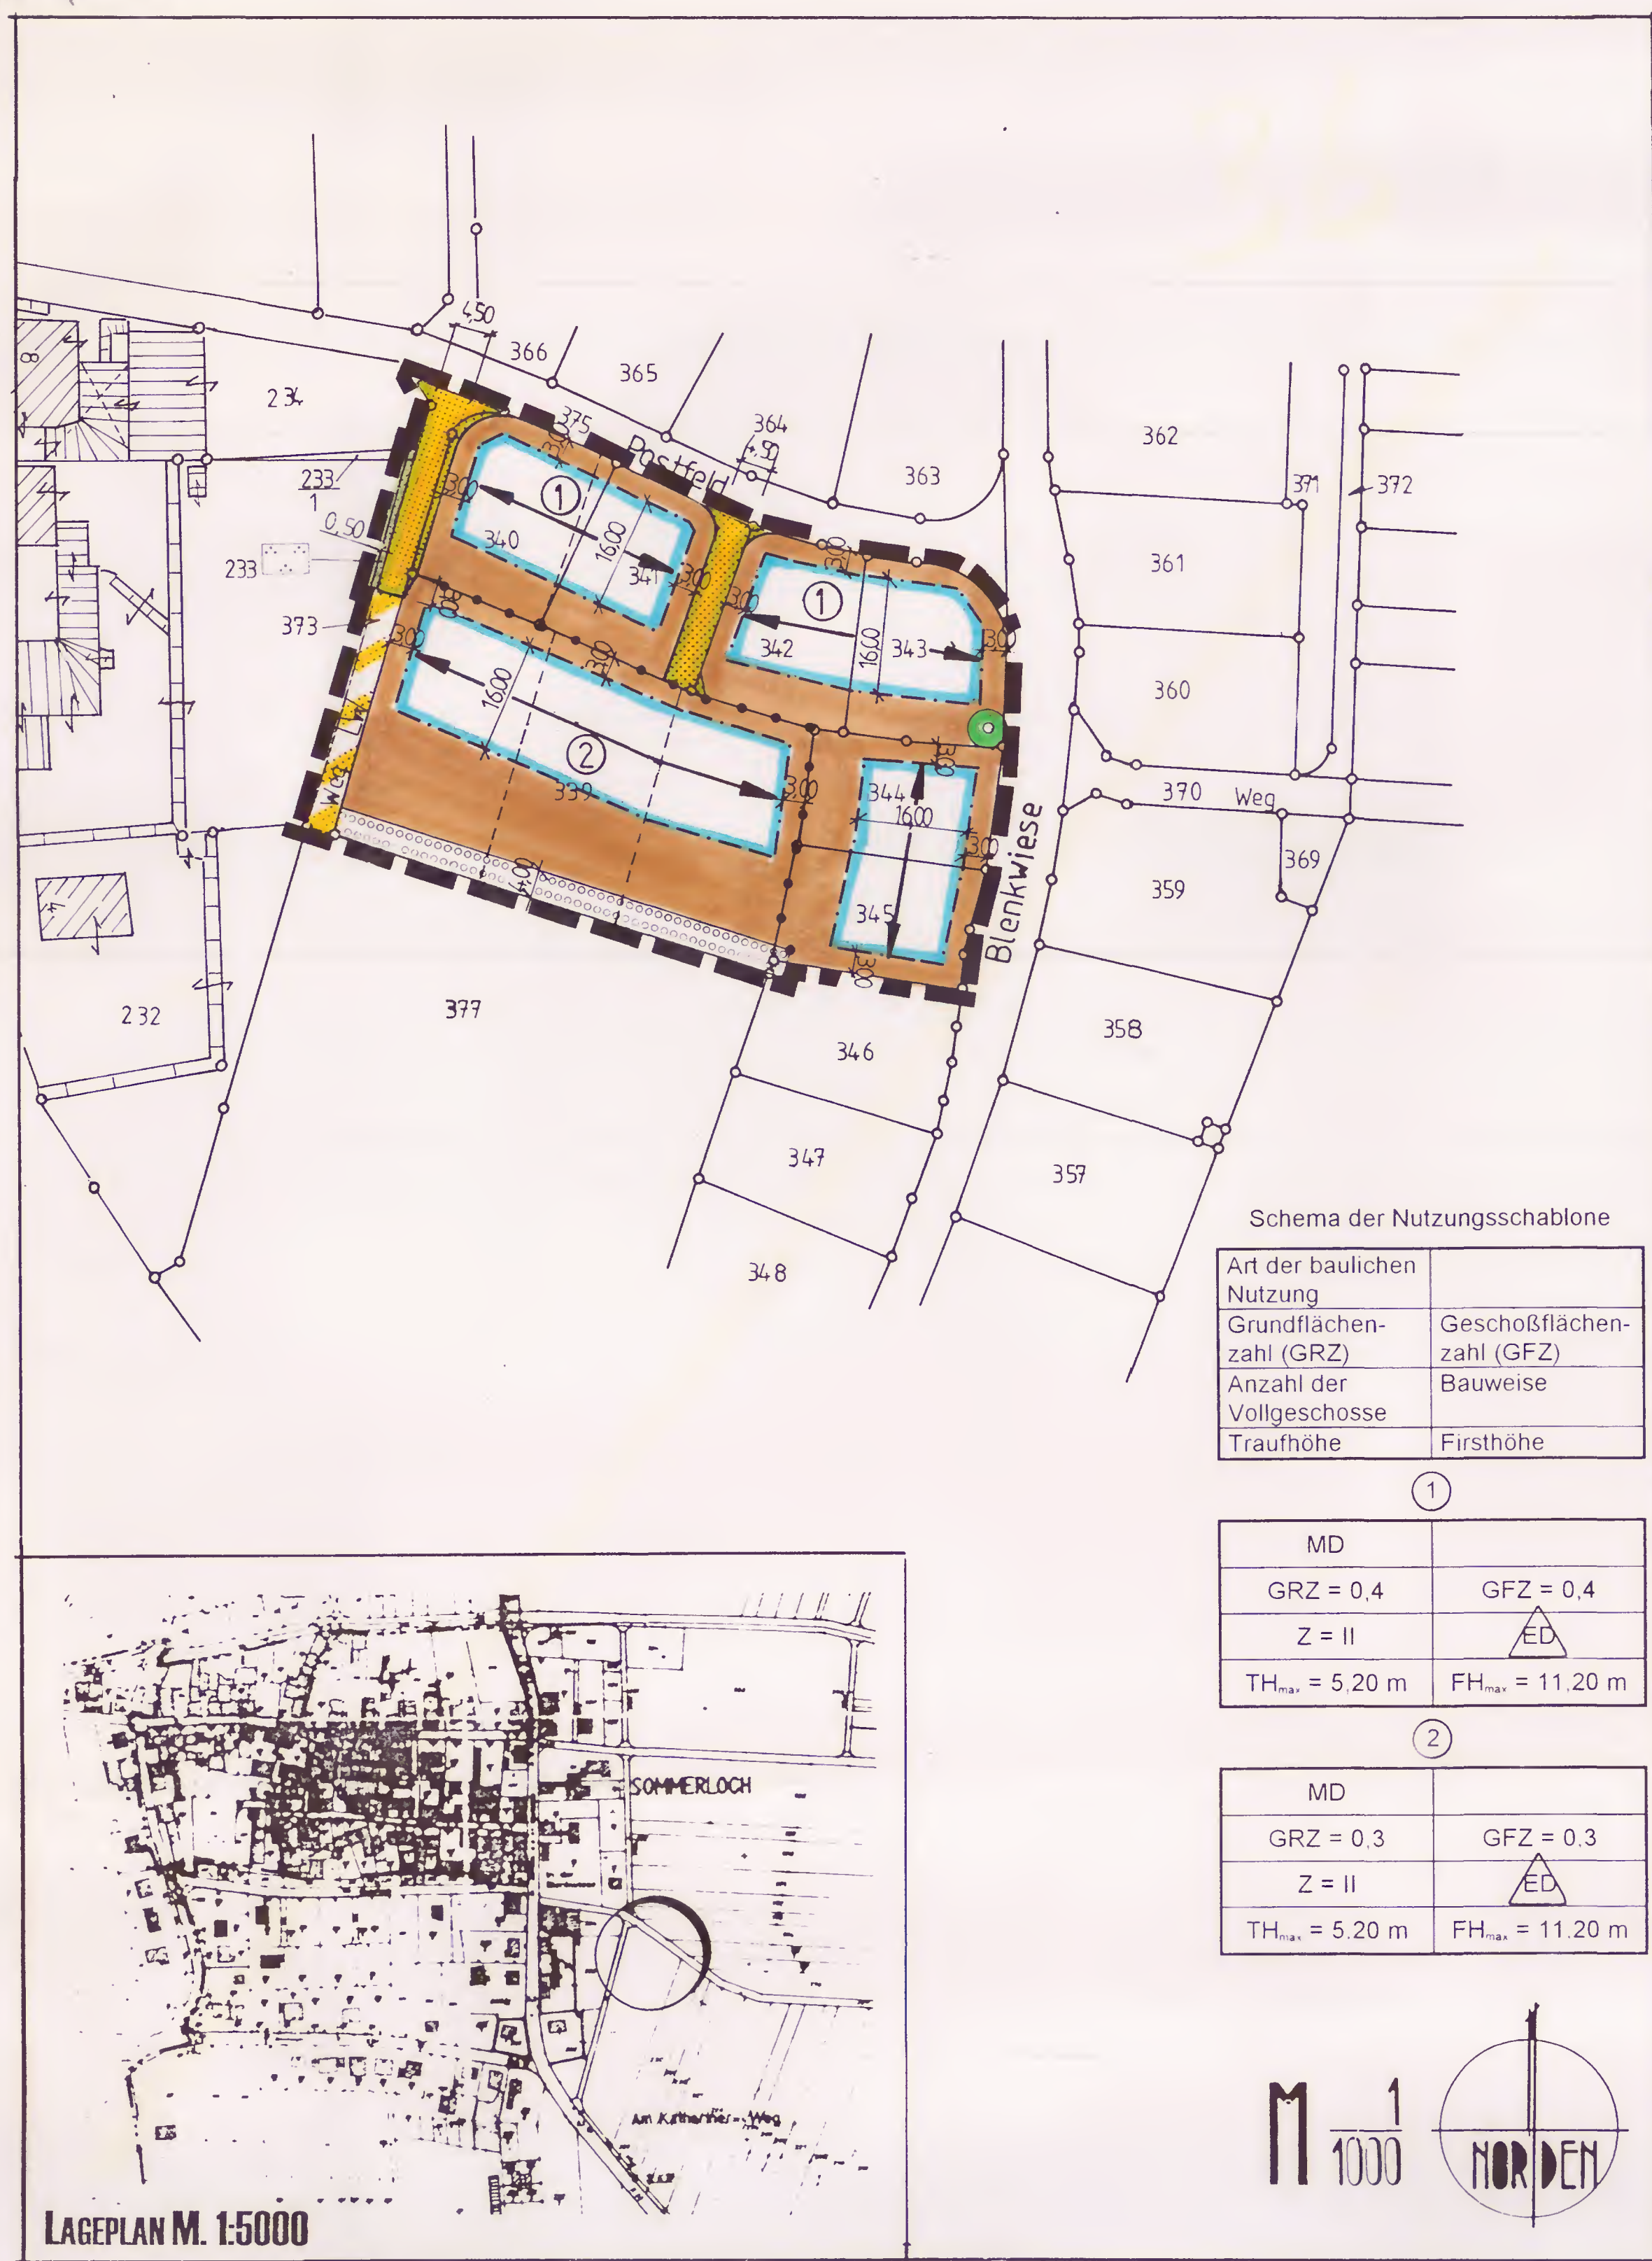 4,50
366
365
234
375
364
Postfeld
4,50
363
362
371
372
8
233
1
3,00
3,00
1
0,50
340
16,00
341
3,00
3,00
3,00
1
361
233
342
16,00
343
3,00
373
3,00
3,00
3,00
16,00
360
2
339
3,00
3,00
344
16,00
3,00
370 Weg
Weg
369
359
4,00
345
3,00
Blenkwiese
232
377
346
358
347
357
348
Schema der Nutzungsschablone
Art der baulichen
Nutzung
Grundflächen-
zahl (GRZ)
Geschoßflächen-
zahl (GFZ)
Anzahl der
Vollgeschosse
Bauweise
Traufhöhe
Firsthöhe
1
MD
GRZ = 0,4
GFZ = 0,4
Z = II
ED
THmax = 5,20 m
FHmax = 11,20 m
2
MD
GRZ = 0,3
GFZ = 0,3
Z = II
ED
THmax = 5.20 m
FHmax = 11.20 m
SOMMERLOCH
LAGEPLAN M. 1:5000
M 1
1000
NORDEN